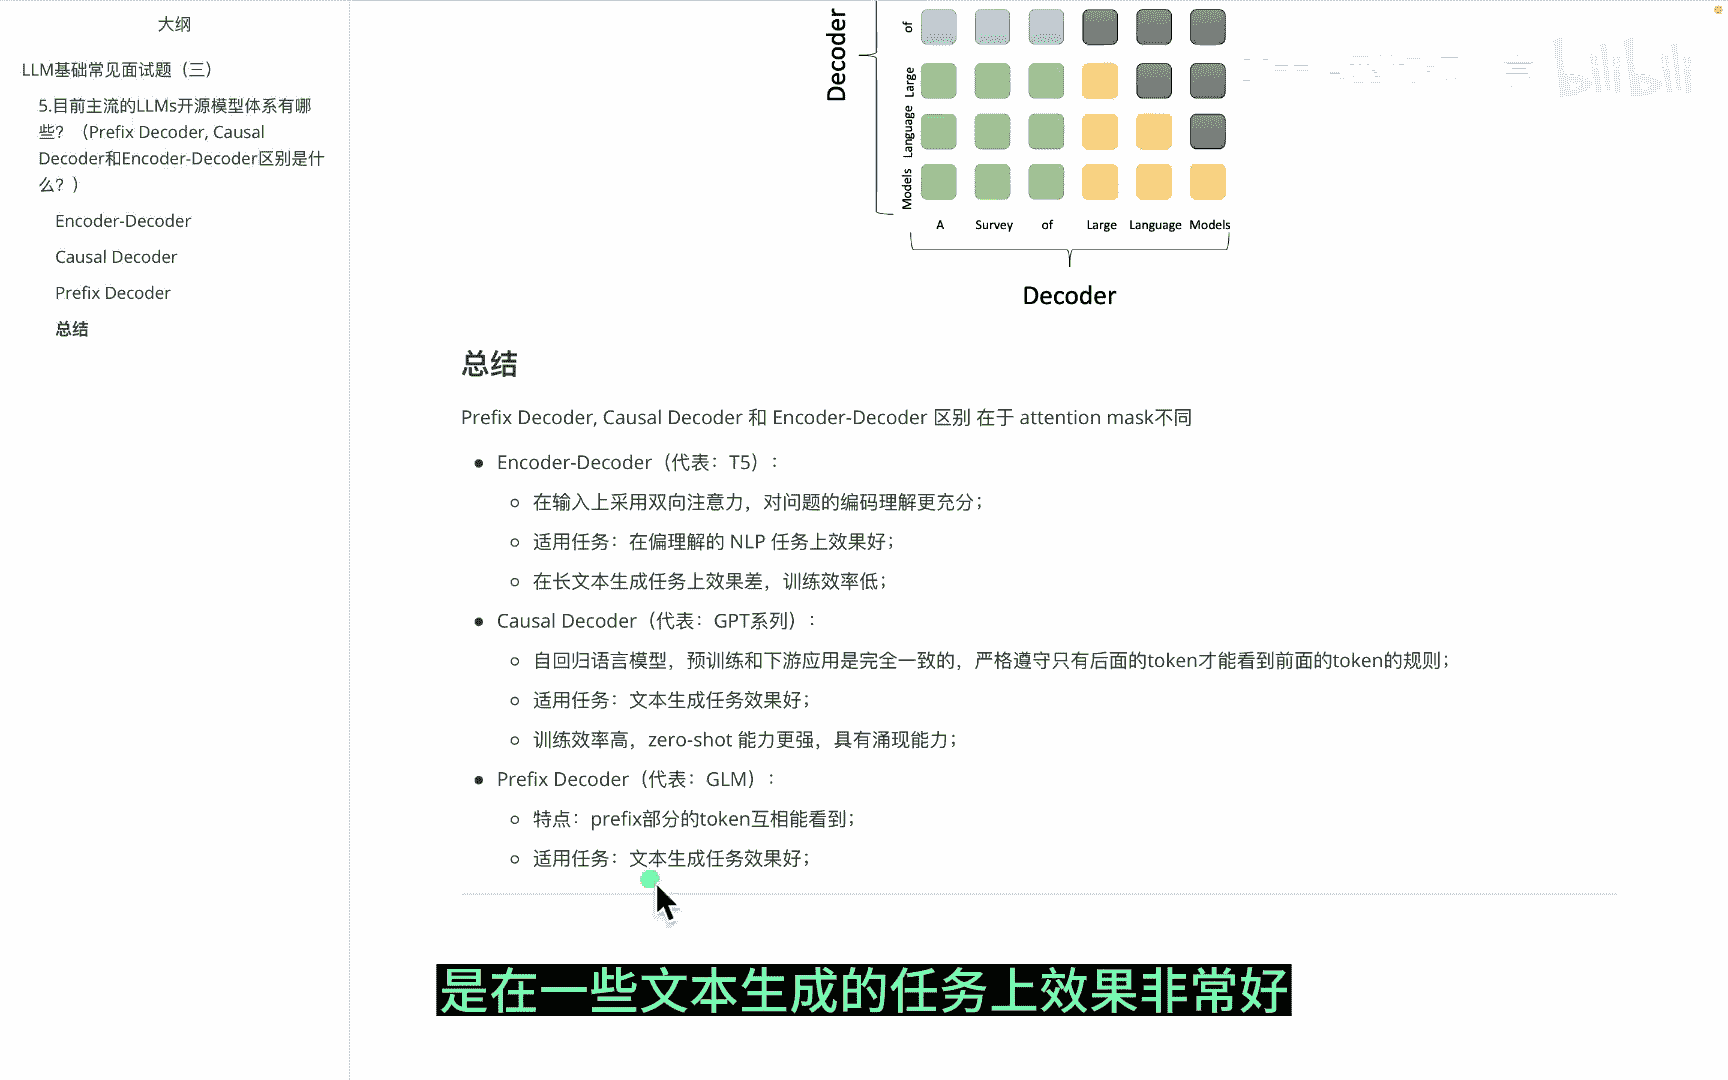 大纲
LLM基础常见面试题（三）
5.目前主流的LLMs开源模型体系有哪
些？（Prefix Decoder, Causal
Decoder和Encoder-Decoder区别是什
么？）
Encoder-Decoder
Causal Decoder
Prefix Decoder
总结
Decoder
of
Large
Language
Models
A Survey of Large Language Models
Decoder
bilibili
总结
Prefix Decoder, Causal Decoder 和 Encoder-Decoder 区别 在于 attention mask不同
Encoder-Decoder（代表：T5）：
在输入上采用双向注意力，对问题的编码理解更充分；
适用任务：在偏理解的 NLP 任务上效果好；
在长文本生成任务上效果差，训练效率低；
Causal Decoder（代表：GPT系列）：
自回归语言模型，预训练和下游应用是完全一致的，严格遵守只有后面的token才能看到前面的token的规则；
适用任务：文本生成任务效果好；
训练效率高，zero-shot 能力更强，具有涌现能力；
Prefix Decoder（代表：GLM）：
特点：prefix部分的token互相能看到；
适用任务：文本生成任务效果好；
是在一些文本生成的任务上效果非常好